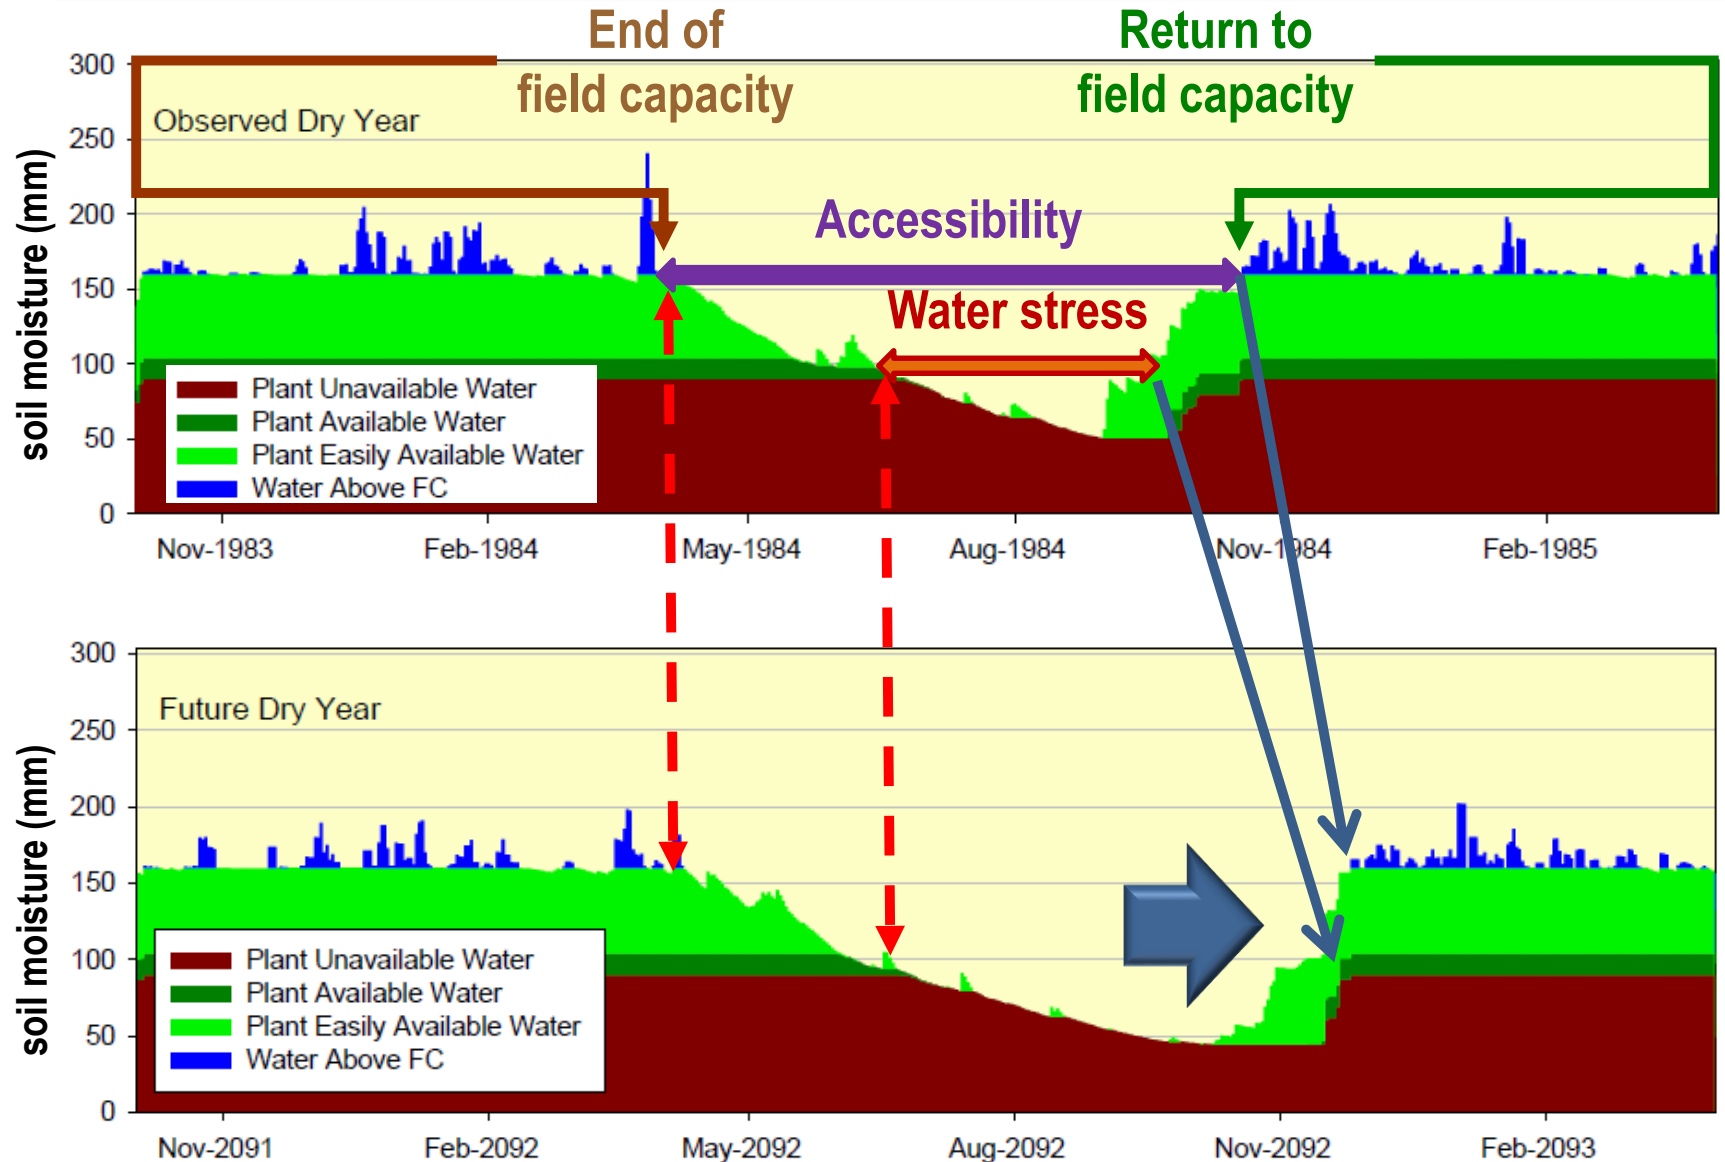 End of
field capacity
Return to
field capacity
300
250
200
150
100
50
0
soil moisture (mm)
Observed Dry Year
Accessibility
Water stress
Plant Unavailable Water
Plant Available Water
Plant Easily Available Water
Water Above FC
Nov-1983
Feb-1984
May-1984
Aug-1984
Nov-1984
Feb-1985
300
250
200
150
100
50
0
soil moisture (mm)
Future Dry Year
Plant Unavailable Water
Plant Available Water
Plant Easily Available Water
Water Above FC
Nov-2091
Feb-2092
May-2092
Aug-2092
Nov-2092
Feb-2093